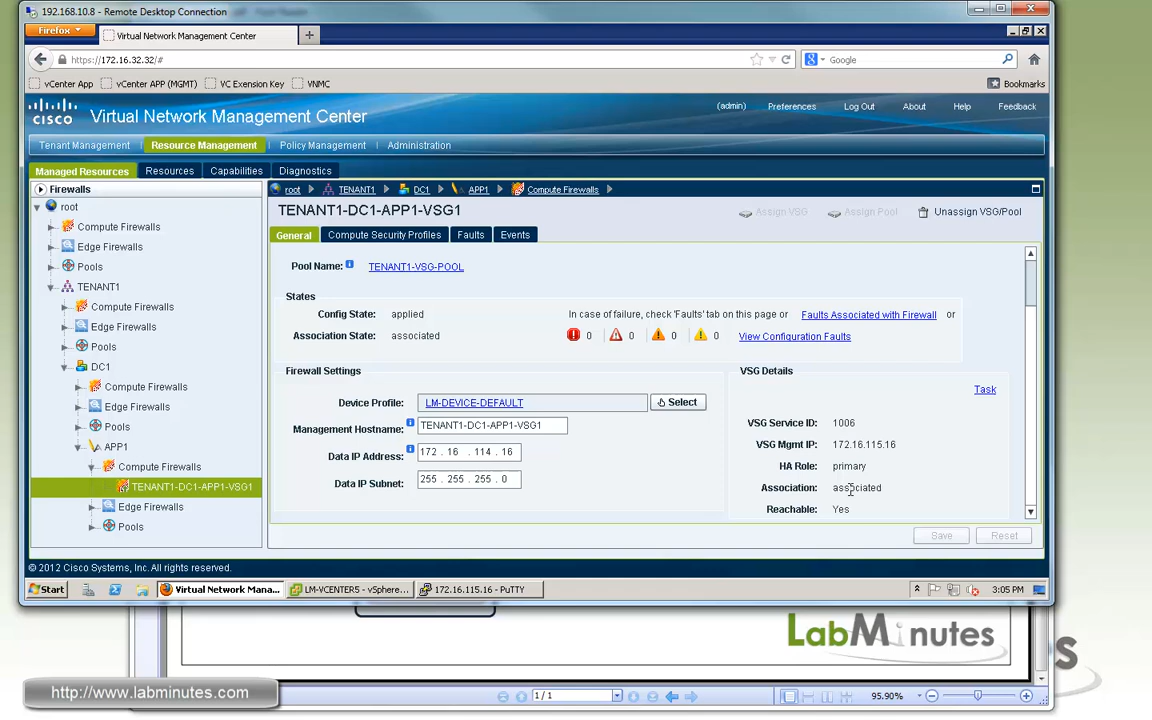 192.168.10.8 - Remote Desktop Connection
Firefox
Virtual Network Management Center
https://172.16.32.32/#
Google
vCenter App
vCenter APP (MGMT)
VC Exension Key
VNMC
Bookmarks
CISCO
Virtual Network Management Center
(admin)
Preferences
Log Out
About
Help
Feedback
Tenant Management
Resource Management
Policy Management
Administration
Managed Resources
Resources
Capabilities
Diagnostics
Firewalls
root
Compute Firewalls
Edge Firewalls
Pools
TENANT1
Compute Firewalls
Edge Firewalls
Pools
DC1
Compute Firewalls
Edge Firewalls
Pools
APP1
Compute Firewalls
TENANT1-DC1-APP1-VSG1
Edge Firewalls
Pools
root
TENANT1
DC1
APP1
Compute Firewalls
TENANT1-DC1-APP1-VSG1
Assign VSG
Assign Pool
Unassign VSG/Pool
General
Compute Security Profiles
Faults
Events
Pool Name:
TENANT1-VSG-POOL
States
Config State: applied
In case of failure, check 'Faults' tab on this page or Faults Associated with Firewall or
Association State: associated
0 0 0 0
View Configuration Faults
Firewall Settings
Device Profile: LM-DEVICE-DEFAULT
Select
Management Hostname: TENANT1-DC1-APP1-VSG1
Data IP Address: 172 . 16 . 114 . 16
Data IP Subnet: 255 . 255 . 255 . 0
VSG Details
Task
VSG Service ID: 1006
VSG Mgmt IP: 172.16.115.16
HA Role: primary
Association: associated
Reachable: Yes
Save
Reset
© 2012 Cisco Systems, Inc. All rights reserved.
Start
Virtual Network Mana...
LM-VCENTER5 - vSphere...
172.16.115.16 - PuTTY
3:05 PM
LabMinutes
http://www.labminutes.com
1 / 1
95.90%